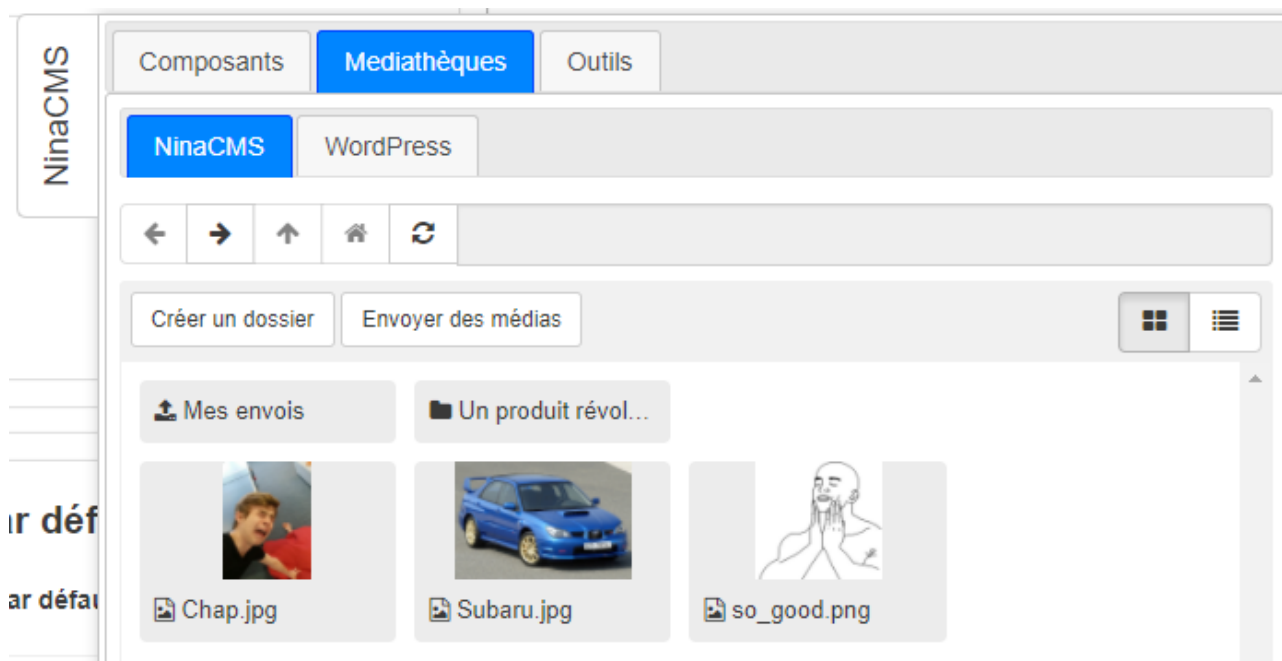 NinaCMS
Composants Mediathèques Outils
NinaCMS WordPress
Créer un dossier Envoyer des médias
Mes envois Un produit révol...
Chap.jpg Subaru.jpg so_good.png
ır déf
ar défau